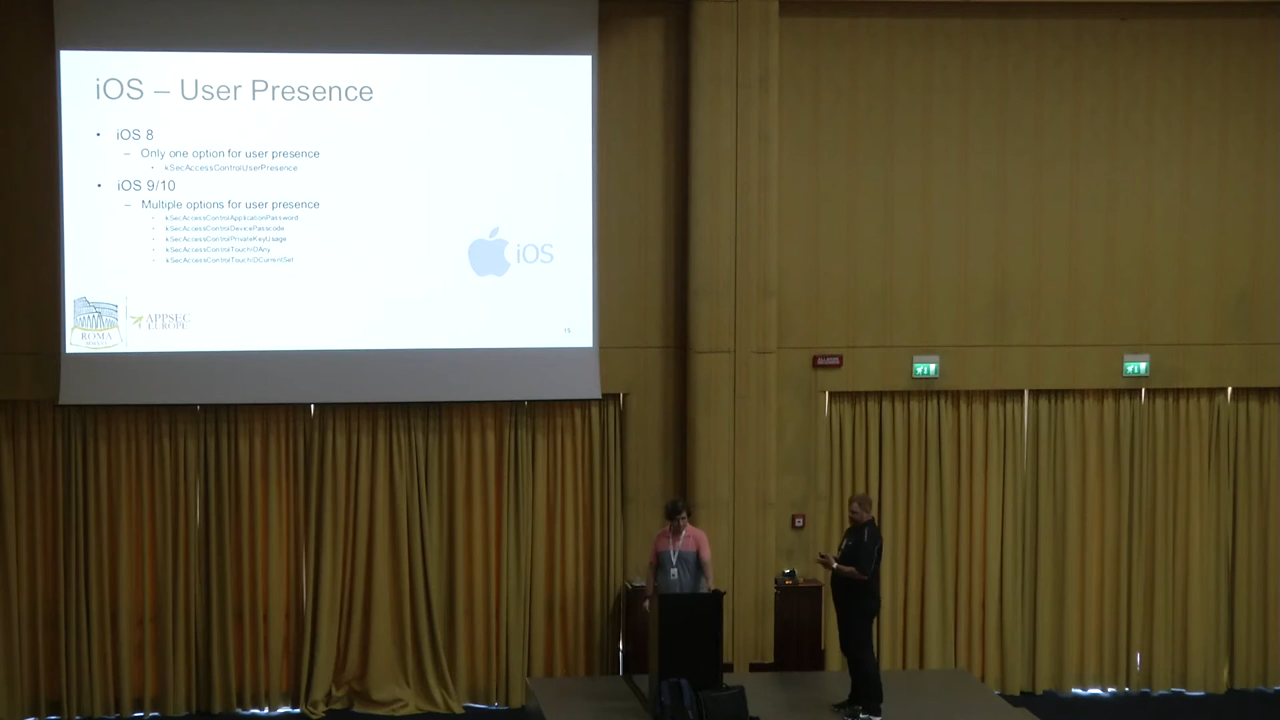 iOS – User Presence
• iOS 8
– Only one option for user presence
• kSecAccessControlUserPresence
• iOS 9/10
– Multiple options for user presence
• kSecAccessControlApplicationPassword
• kSecAccessControlDevicePasscode
• kSecAccessControlPrivateKeyUsage
• kSecAccessControlTouchIDAny
• kSecAccessControlTouchIDCurrentSet
iOS
ROMA
APPSEC
EUROPE
15